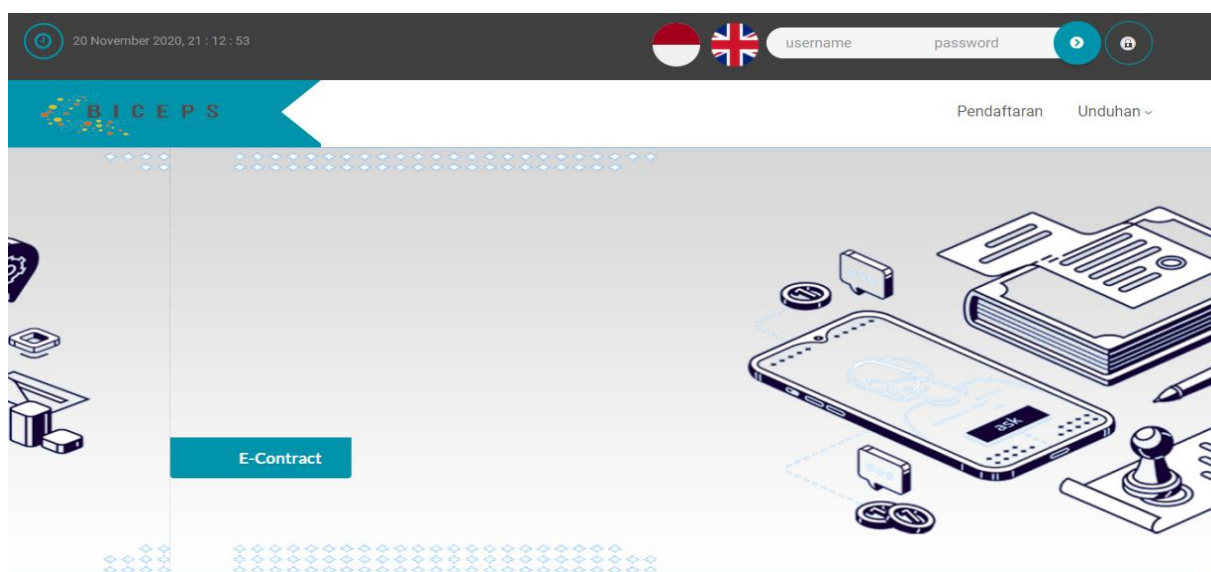 20 November 2020, 21 : 12 : 53
username password
BICEPS
Pendaftaran Unduhan
ask
E-Contract